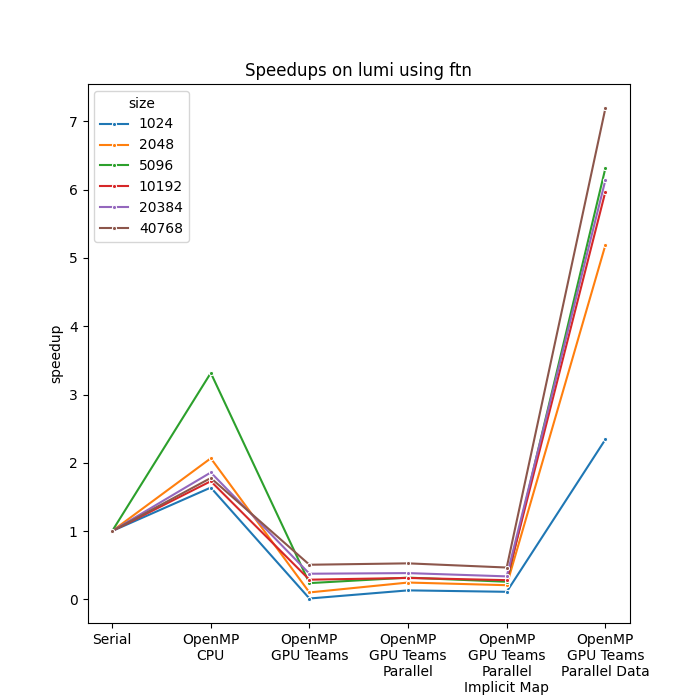 Speedups on lumi using ftn
size
1024
2048
5096
10192
20384
40768
speedup
7
6
5
4
3
2
1
0
Serial
OpenMP
CPU
OpenMP
GPU Teams
OpenMP
GPU Teams
Parallel
OpenMP
GPU Teams
Parallel
Implicit Map
OpenMP
GPU Teams
Parallel Data